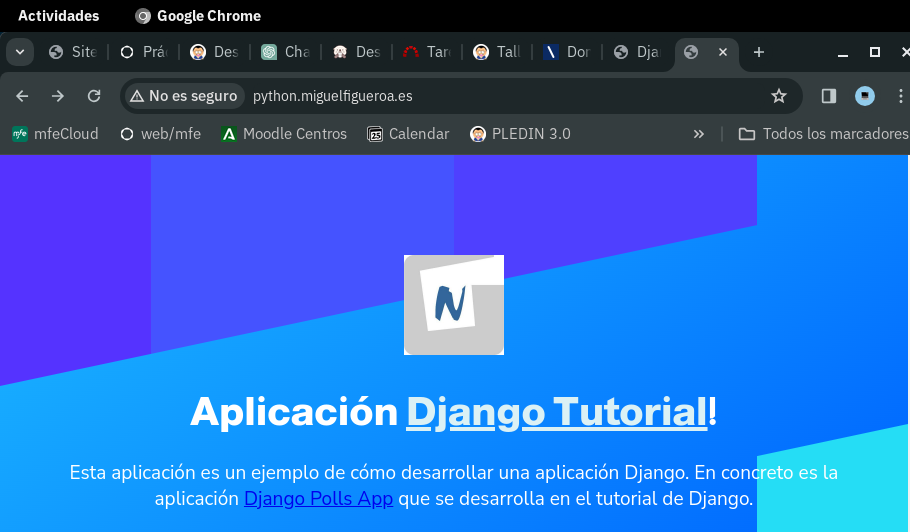 Actividades Google Chrome
Site Prá Des Cha Des Tar Tall Dor Djan
No es seguro python.miguelfigueroa.es
mfeCloud web/mfe Moodle Centros Calendar PLEDIN 3.0 » Todos los marcadores
N
Aplicación Django Tutorial!
Esta aplicación es un ejemplo de cómo desarrollar una aplicación Django. En concreto es la
aplicación Django Polls App que se desarrolla en el tutorial de Django.